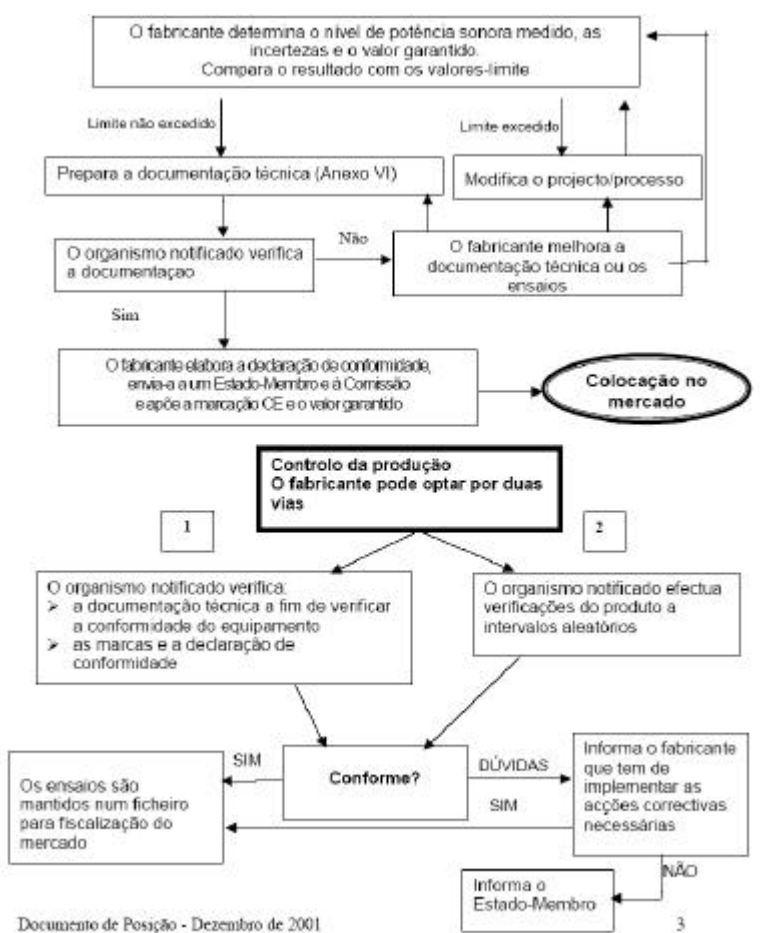 O fabricante determina o nível de potência sonora medido, as
incertezas e o valor garantido.
Compara o resultado com os valores-limite
Limite não excedido
Limite excedido
Prepara a documentação técnica (Anexo VI)
Modifica o projecto/processo
O organismo notificado verifica
a documentaçao
Não
O fabricante melhora a
documentação técnica ou os
ensaios
Sim
O fabricante elabora a declaração de conformidade,
envia-a a um Estado-Membro e à Comissão
e apõe a marcação CE e o valor garantido
Colocação no
mercado
Controlo da produção
O fabricante pode optar por duas
vias
1
2
O organismo notificado verifica:
➢ a documentação técnica a fim de verificar
a conformidade do equipamento
➢ as marcas e a declaração de
conformidade
O organismo notificado efectua
verificações do produto a
intervalos aleatórios
SIM
Conforme?
DÚVIDAS
SIM
Os ensaios são
mantidos num ficheiro
para fiscalização do
mercado
Informa o fabricante
que tem de
implementar as
acções correctivas
necessárias
NÃO
Informa o
Estado-Membro
Documento de Posição - Dezembro de 2001
3